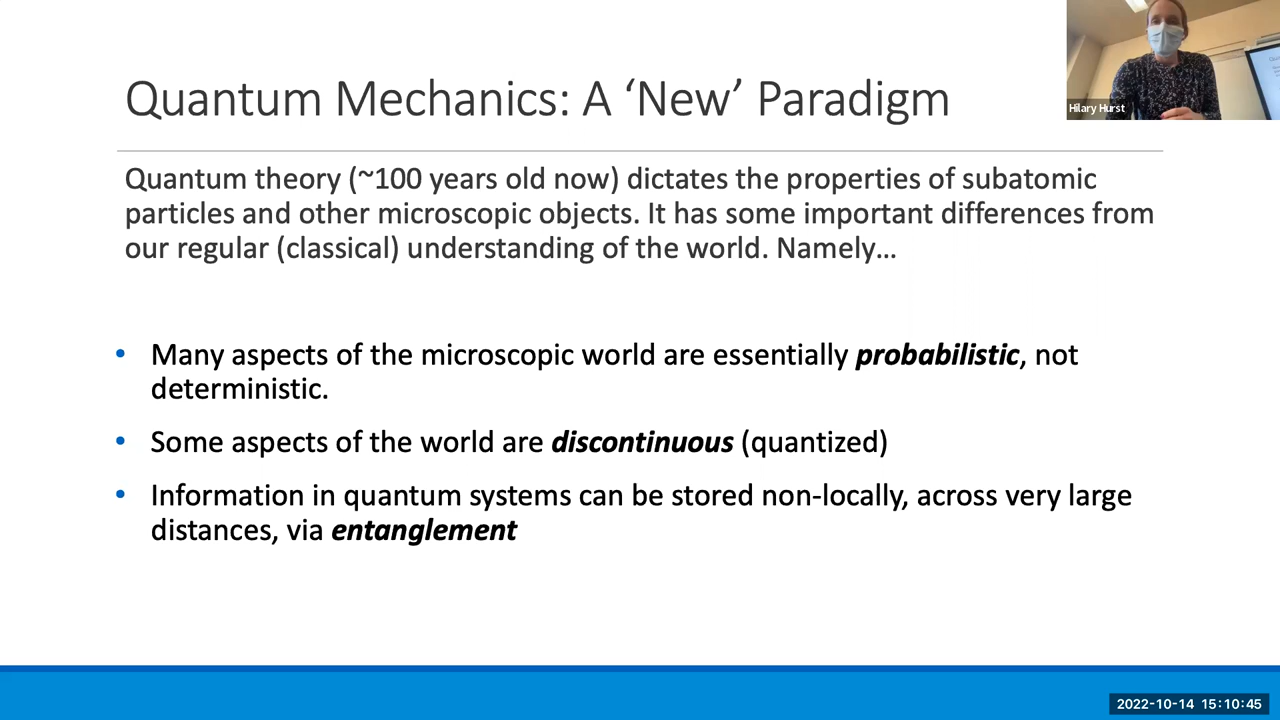 Quantum Mechanics: A ‘New’ Paradigm
Hilary Hurst
Quantum theory (~100 years old now) dictates the properties of subatomic
particles and other microscopic objects. It has some important differences from
our regular (classical) understanding of the world. Namely…
• Many aspects of the microscopic world are essentially probabilistic, not
deterministic.
• Some aspects of the world are discontinuous (quantized)
• Information in quantum systems can be stored non-locally, across very large
distances, via entanglement
2022-10-14 15:10:45